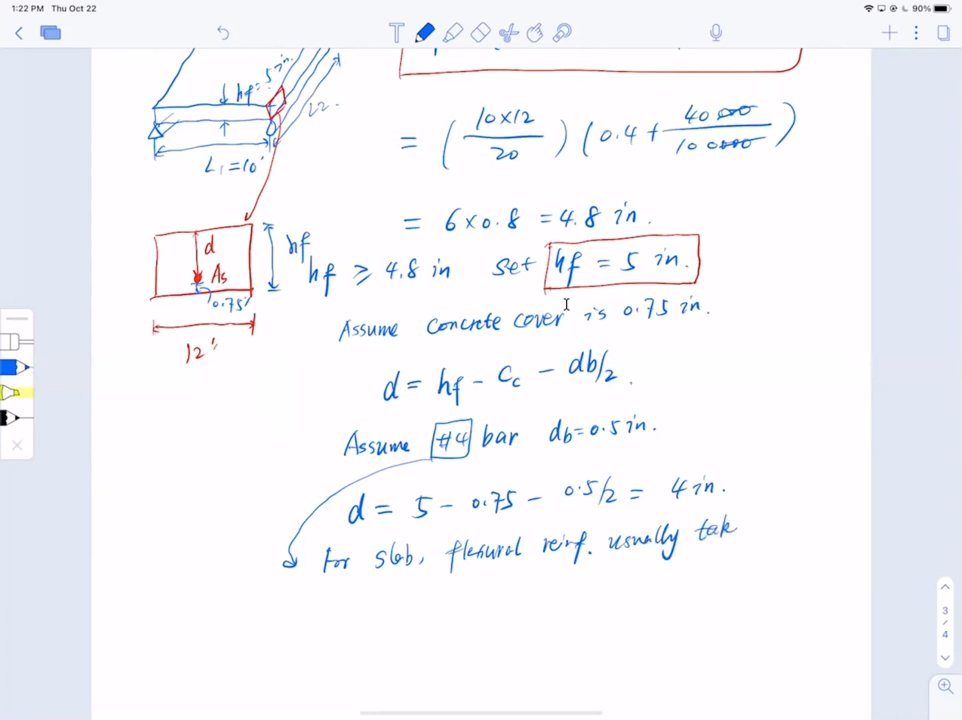 1:22 PM Thu Oct 22
90%
hf = 5 in.
L2
L1 = 10'
= (10×12/20)(0.4 + 40000/100000)
= 6×0.8 = 4.8 in.
d
As
0.75"
hf
12"
hf ≥ 4.8 in set hf = 5 in.
Assume concrete cover is 0.75 in.
d = hf - Cc - db/2.
Assume #4 bar db=0.5 in.
d = 5 - 0.75 - 0.5/2 = 4 in.
For slab, flexural reinf. usually tak
3
/
4